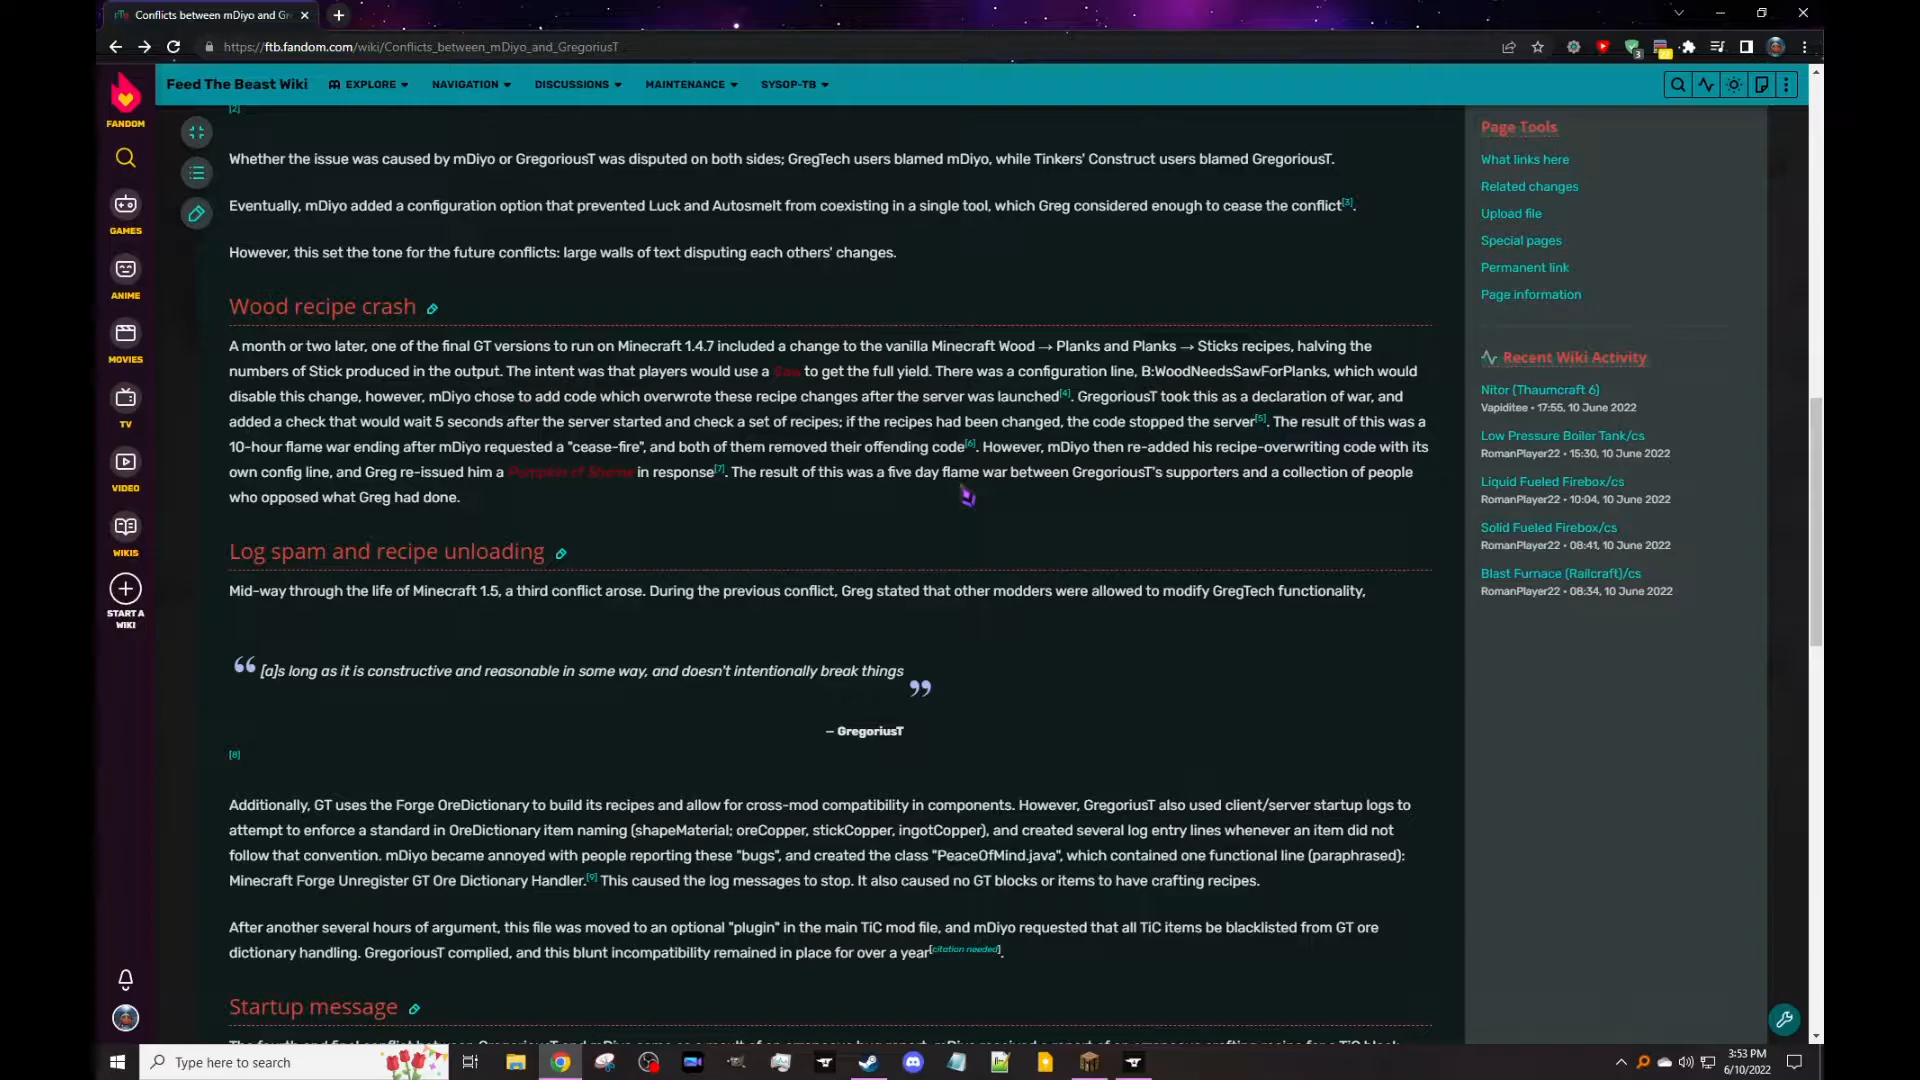 Conflicts between mDiyo and Gr
https://ftb.fandom.com/wiki/Conflicts_between_mDiyo_and_GregoriusT
Feed The Beast Wiki
EXPLORE
NAVIGATION
DISCUSSIONS
MAINTENANCE
SYSOP-TB
FANDOM
GAMES
ANIME
MOVIES
TV
VIDEO
WIKIS
START A
WIKI
[2]
Whether the issue was caused by mDiyo or GregoriousT was disputed on both sides; GregTech users blamed mDiyo, while Tinkers' Construct users blamed GregoriousT.
Eventually, mDiyo added a configuration option that prevented Luck and Autosmelt from coexisting in a single tool, which Greg considered enough to cease the conflict[3].
However, this set the tone for the future conflicts: large walls of text disputing each others' changes.
Wood recipe crash
A month or two later, one of the final GT versions to run on Minecraft 1.4.7 included a change to the vanilla Minecraft Wood → Planks and Planks → Sticks recipes, halving the
numbers of Stick produced in the output. The intent was that players would use a Saw to get the full yield. There was a configuration line, B:WoodNeedsSawForPlanks, which would
disable this change, however, mDiyo chose to add code which overwrote these recipe changes after the server was launched[4]. GregoriousT took this as a declaration of war, and
added a check that would wait 5 seconds after the server started and check a set of recipes; if the recipes had been changed, the code stopped the server[5]. The result of this was a
10-hour flame war ending after mDiyo requested a "cease-fire", and both of them removed their offending code[6]. However, mDiyo then re-added his recipe-overwriting code with its
own config line, and Greg re-issued him a Pumpkin of Shame in response[7]. The result of this was a five day flame war between GregoriousT's supporters and a collection of people
who opposed what Greg had done.
Log spam and recipe unloading
Mid-way through the life of Minecraft 1.5, a third conflict arose. During the previous conflict, Greg stated that other modders were allowed to modify GregTech functionality,
“ [a]s long as it is constructive and reasonable in some way, and doesn't intentionally break things ”
– GregoriusT
[8]
Additionally, GT uses the Forge OreDictionary to build its recipes and allow for cross-mod compatibility in components. However, GregoriusT also used client/server startup logs to
attempt to enforce a standard in OreDictionary item naming (shapeMaterial; oreCopper, stickCopper, ingotCopper), and created several log entry lines whenever an item did not
follow that convention. mDiyo became annoyed with people reporting these "bugs", and created the class "PeaceOfMind.java", which contained one functional line (paraphrased):
Minecraft Forge Unregister GT Ore Dictionary Handler.[9] This caused the log messages to stop. It also caused no GT blocks or items to have crafting recipes.
After another several hours of argument, this file was moved to an optional "plugin" in the main TiC mod file, and mDiyo requested that all TiC items be blacklisted from GT ore
dictionary handling. GregoriousT complied, and this blunt incompatibility remained in place for over a year[citation needed].
Startup message
Page Tools
What links here
Related changes
Upload file
Special pages
Permanent link
Page information
Recent Wiki Activity
Nitor (Thaumcraft 6)
Vapiditee • 17:55, 10 June 2022
Low Pressure Boiler Tank/cs
RomanPlayer22 • 15:30, 10 June 2022
Liquid Fueled Firebox/cs
RomanPlayer22 • 10:04, 10 June 2022
Solid Fueled Firebox/cs
RomanPlayer22 • 08:41, 10 June 2022
Blast Furnace (Railcraft)/cs
RomanPlayer22 • 08:34, 10 June 2022
Type here to search
3:53 PM
6/10/2022